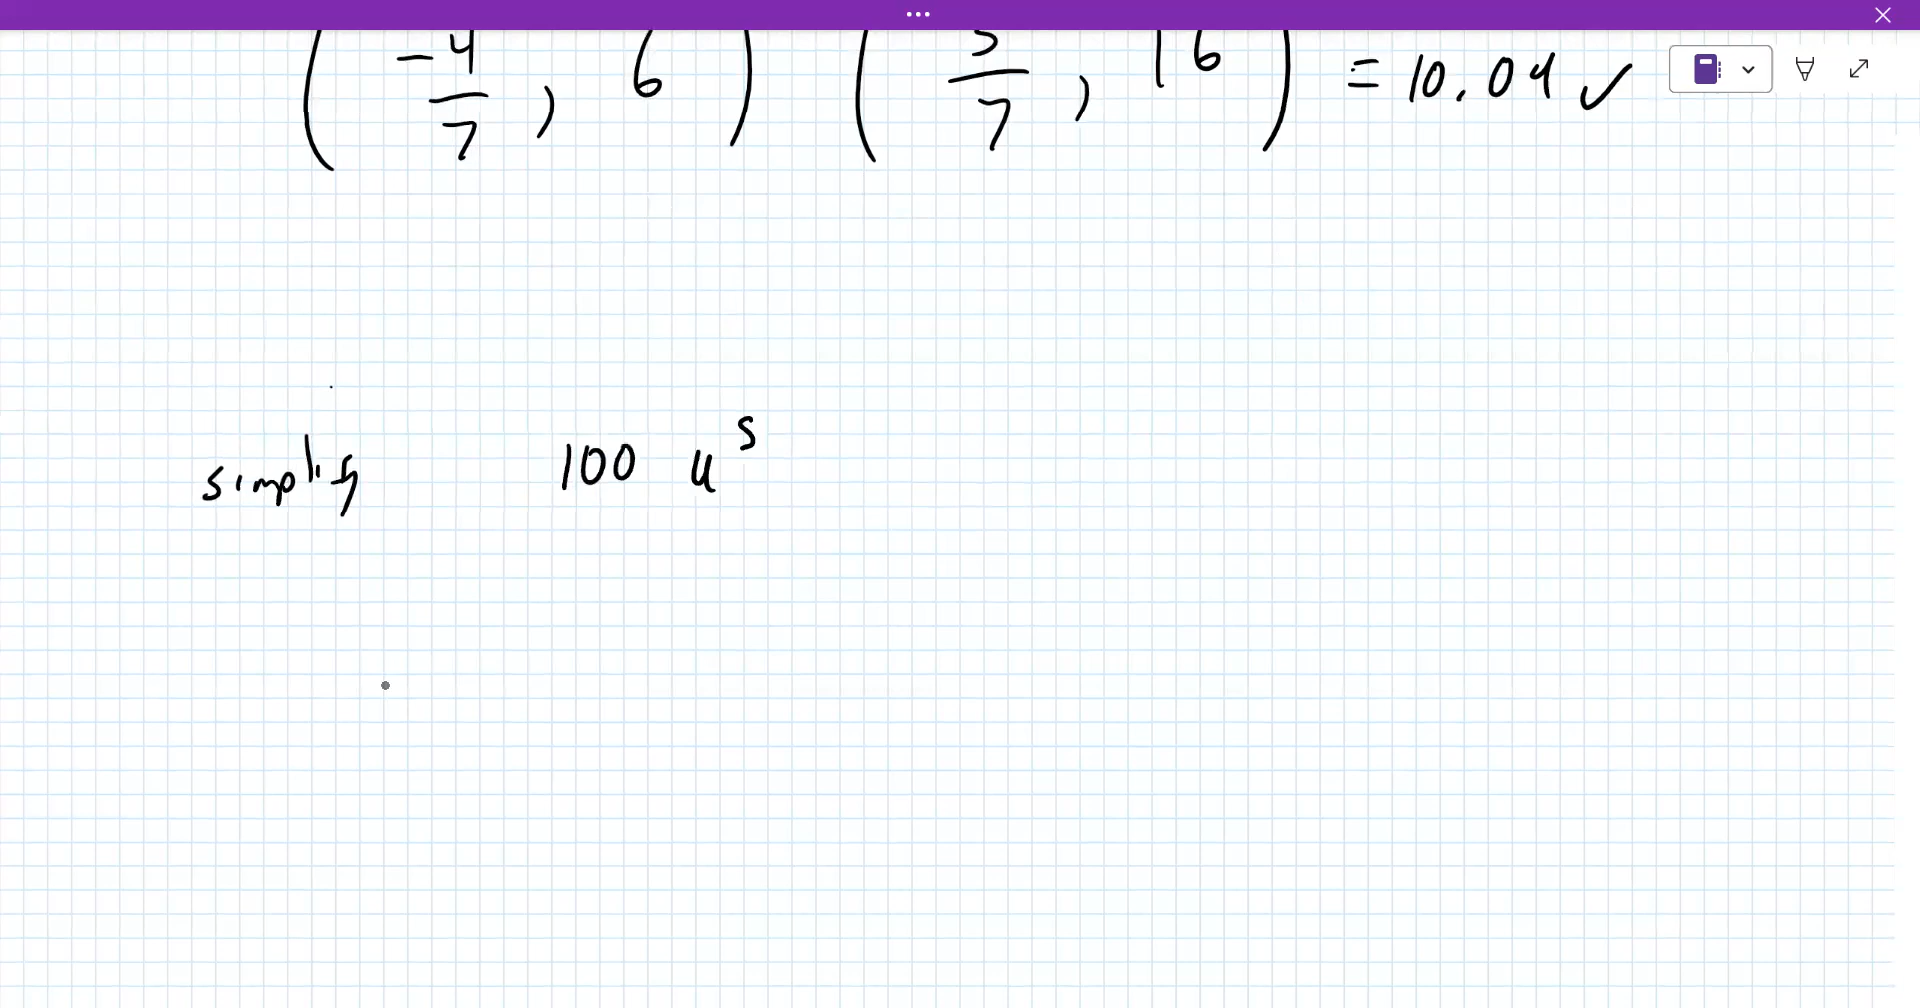 ( -4/7 , 6 ) ( 3/7 , 16 ) = 10.04 ✓
simplify 100 u^5